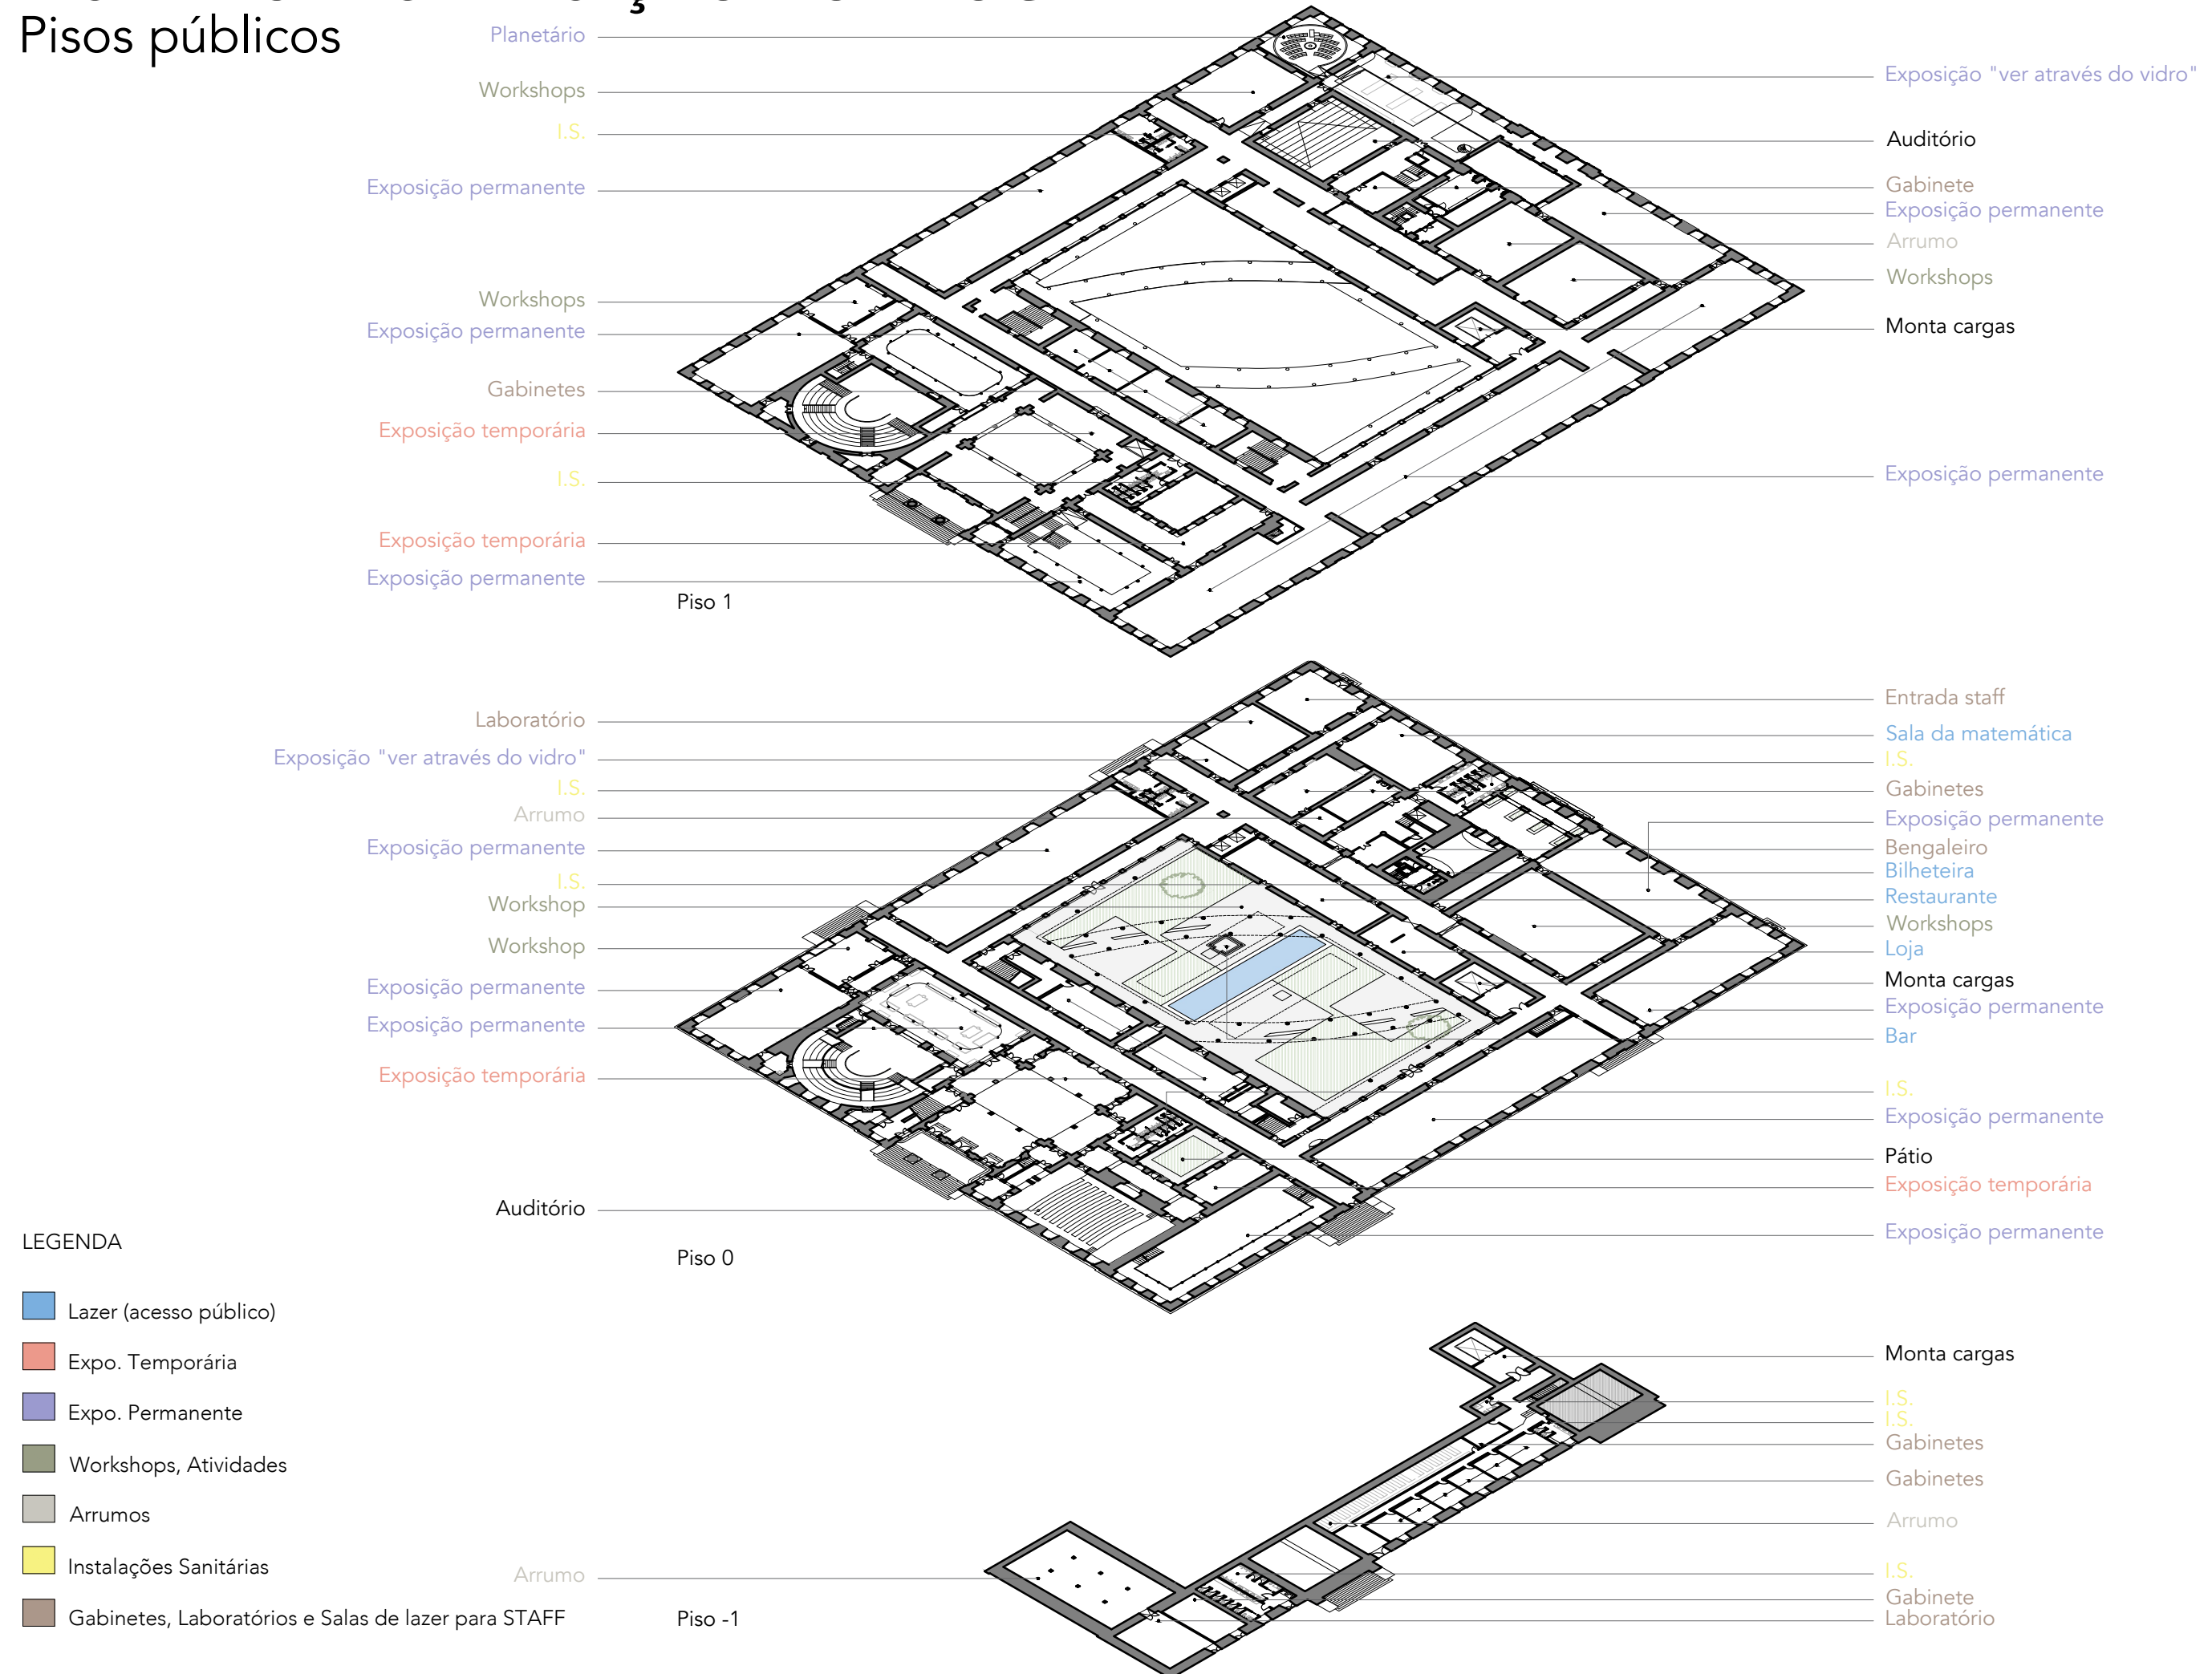 Pisos públicos
Planetário
Workshops
I.S.
Exposição permanente
Workshops
Exposição permanente
Gabinetes
Exposição temporária
I.S.
Exposição temporária
Exposição permanente
Exposição "ver através do vidro"
Auditório
Gabinete
Exposição permanente
Arrumo
Workshops
Monta cargas
Exposição permanente
Piso 1
Laboratório
Exposição "ver através do vidro"
I.S.
Arrumo
Exposição permanente
I.S.
Workshop
Workshop
Exposição permanente
Exposição permanente
Exposição temporária
Auditório
Entrada staff
Sala da matemática
I.S.
Gabinetes
Exposição permanente
Bengaleiro
Bilheteira
Restaurante
Workshops
Loja
Monta cargas
Exposição permanente
Bar
I.S.
Exposição permanente
Pátio
Exposição temporária
Exposição permanente
Piso 0
Monta cargas
I.S.
I.S.
Gabinetes
Gabinetes
Arrumo
I.S.
Gabinete
Laboratório
Arrumo
Piso -1
LEGENDA
Lazer (acesso público)
Expo. Temporária
Expo. Permanente
Workshops, Atividades
Arrumos
Instalações Sanitárias
Gabinetes, Laboratórios e Salas de lazer para STAFF